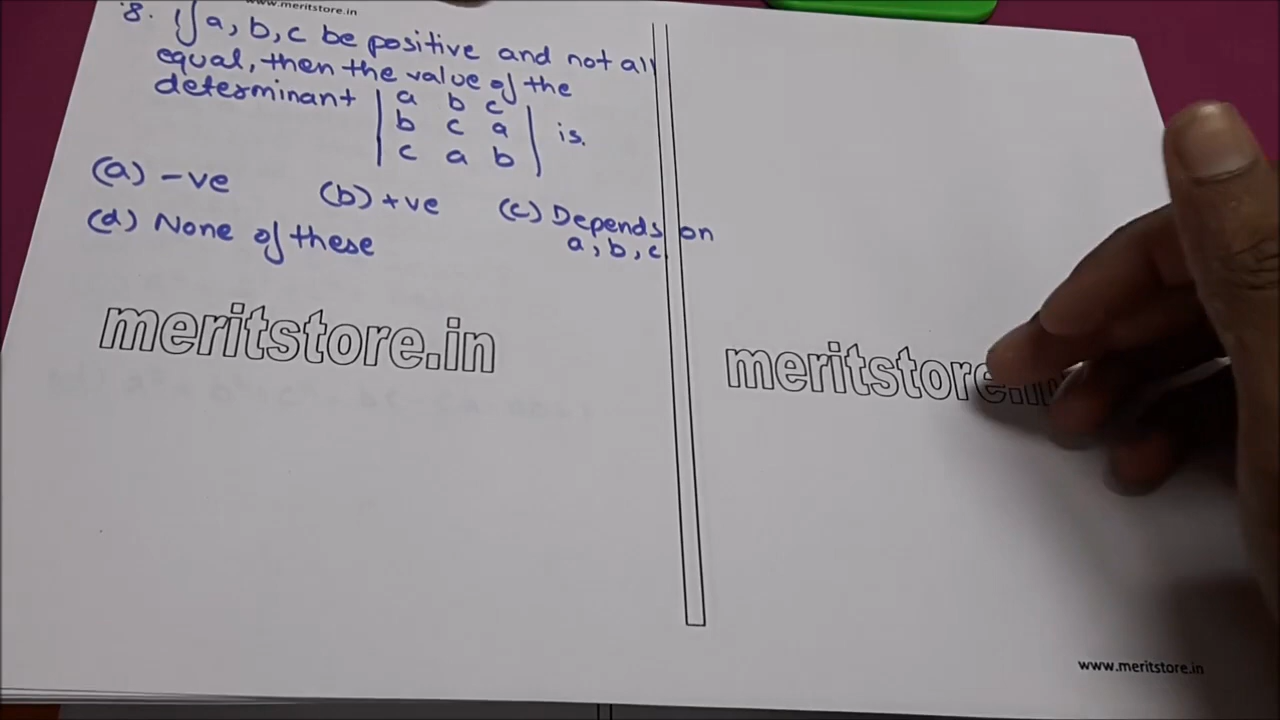 www.meritstore.in
8. If a, b, c be positive and not all
equal, then the value of the
determinant | a b c
b c a | is.
c a b |
(a) -ve (b) +ve (c) Depends on
a, b, c
(d) None of these
meritstore.in
meritstore.in
www.meritstore.in